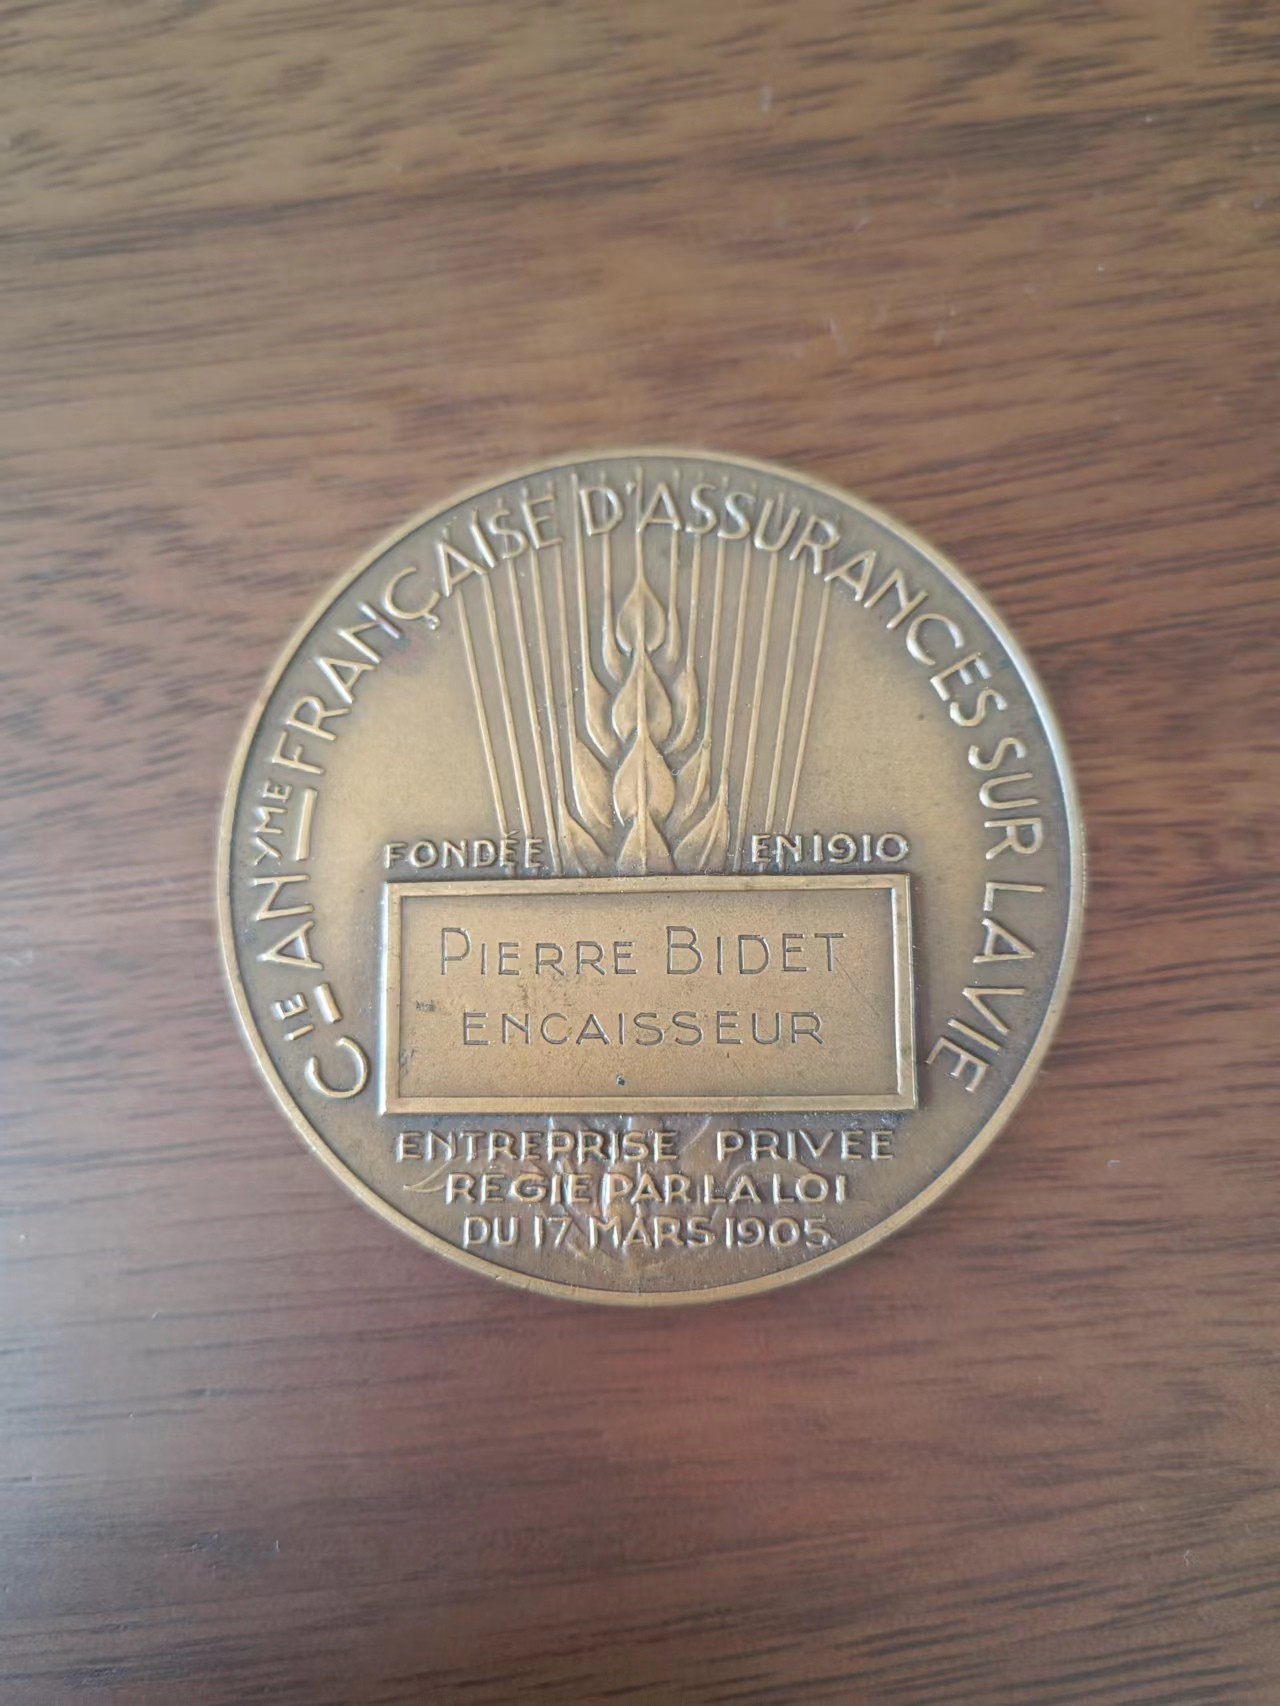 CIE ANYME FRANÇAISE D'ASSURANCES SUR LA VIE
FONDÉE EN 1910
PIERRE BIDET
ENCAISSEUR
ENTREPRISE PRIVÉE
RÉGIE PAR LA LOI
DU 17 MARS 1905